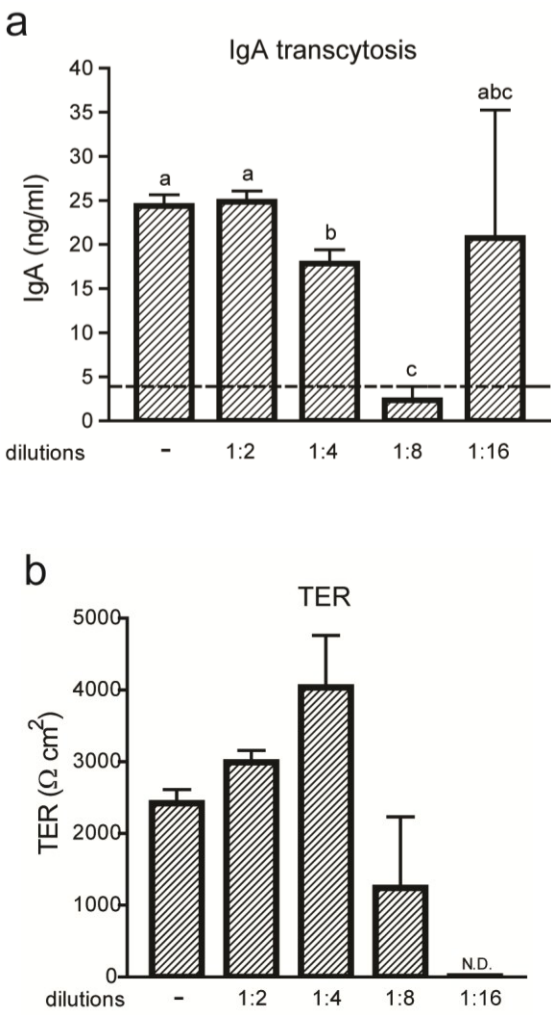 a
IgA transcytosis
IgA (ng/ml)
40
35
30
25
20
15
10
5
0
a
a
b
c
abc
dilutions - 1:2 1:4 1:8 1:16
b
TER
TER (Ω cm²)
5000
4000
3000
2000
1000
0
N.D.
dilutions - 1:2 1:4 1:8 1:16